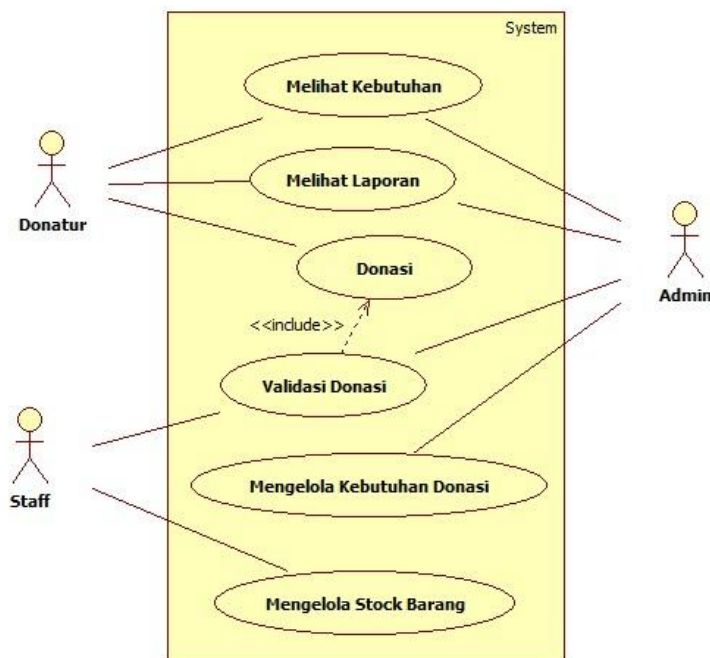 System
Melihat Kebutuhan
Melihat Laporan
Donatur
Donasi
Admin
<<include>>
Validasi Donasi
Staff
Mengelola Kebutuhan Donasi
Mengelola Stock Barang